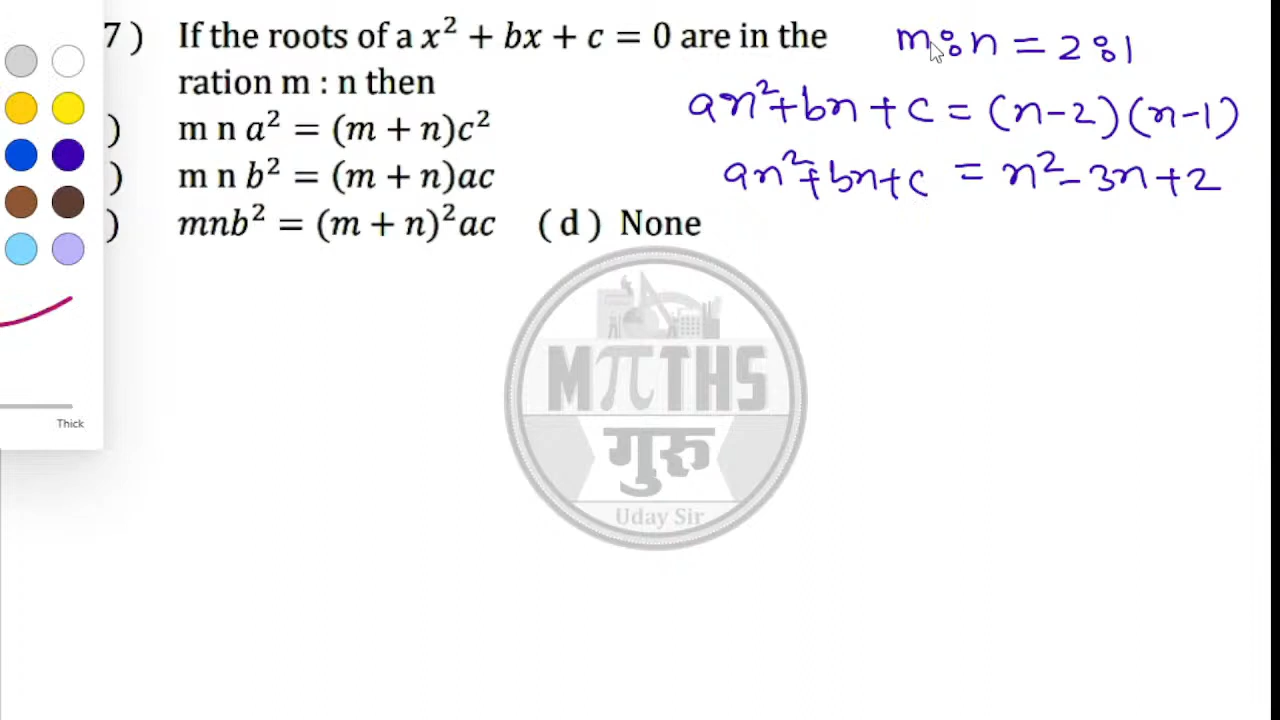 7 ) If the roots of a x² + bx + c = 0 are in the
ration m : n then
) m n a² = (m + n)c²
) m n b² = (m + n)ac
) mnb² = (m + n)²ac ( d ) None
m : n = 2 : 1
ax² + bx + c = (x-2)(x-1)
ax² + bx + c = x² - 3x + 2
Thick
MπTHS
गुरू
Uday Sir